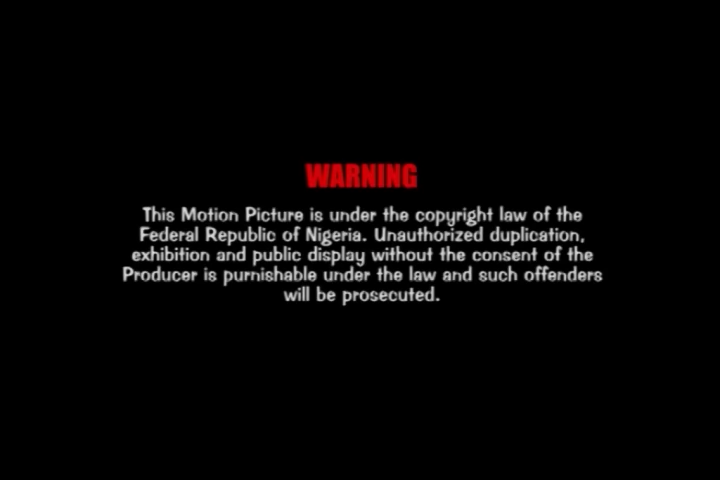 WARNING
This Motion Picture is under the copyright law of the
Federal Republic of Nigeria. Unauthorized duplication,
exhibition and public display without the consent of the
Producer is purnishable under the law and such offenders
will be prosecuted.